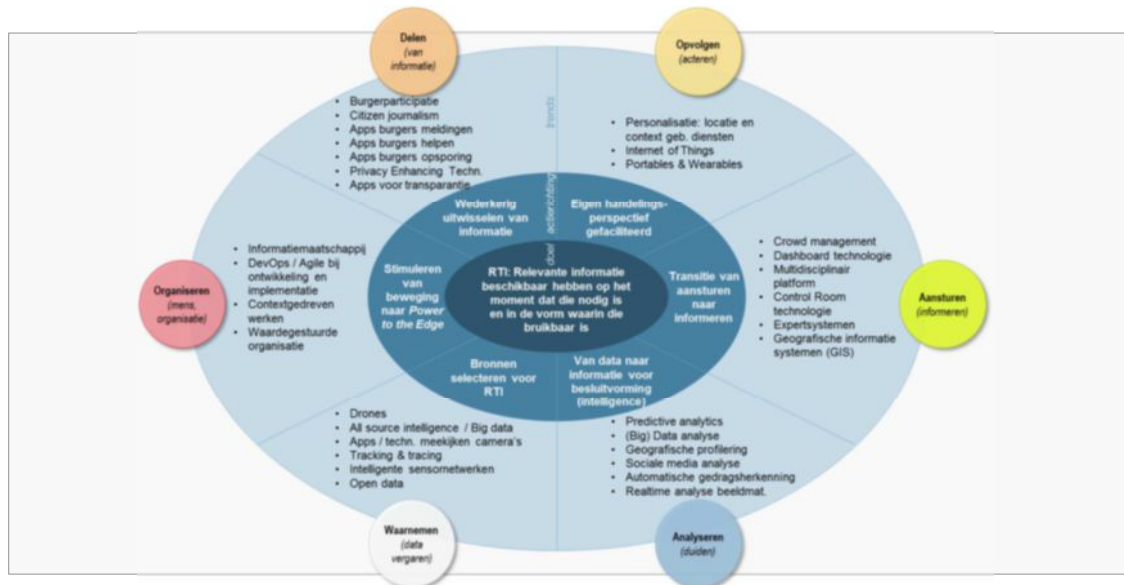 Delen
(van
informatie)
Opvolgen
(acteren)
• Burgerparticipatie
• Citizen journalism
• Apps burgers meldingen
• Apps burgers helpen
• Apps burgers opsporing
• Privacy Enhancing Techn.
• Apps voor transparantie
trends
• Personalisatie: locatie en
context geb. diensten
• Internet of Things
• Portables & Wearables
Wederkerig
uitwisselen van
informatie
actierichting
Eigen handelings-
perspectief
gefaciliteerd
doel
Organiseren
(mens,
organisatie)
• Informatiemaatschappij
• DevOps / Agile bij
ontwikkeling en
implementatie
• Contextgedreven
werken
• Waardegestuurde
organisatie
Stimuleren
van
beweging
naar Power
to the Edge
RTI: Relevante informatie
beschikbaar hebben op het
moment dat die nodig is
en in de vorm waarin die
bruikbaar is
Transitie van
aansturen
naar
informeren
• Crowd management
• Dashboard technologie
• Multidisciplinair
platform
• Control Room
technologie
• Expertsystemen
• Geografische informatie
systemen (GIS)
Aansturen
(informeren)
Bronnen
selecteren voor
RTI
Van data naar
informatie voor
besluitvorming
(intelligence)
• Drones
• All source intelligence / Big data
• Apps / techn. meekijken camera's
• Tracking & tracing
• Intelligente sensornetwerken
• Open data
• Predictive analytics
• (Big) Data analyse
• Geografische profilering
• Sociale media analyse
• Automatische gedragsherkenning
• Realtime analyse beeldmat.
Waarnemen
(data
vergaren)
Analyseren
(duiden)